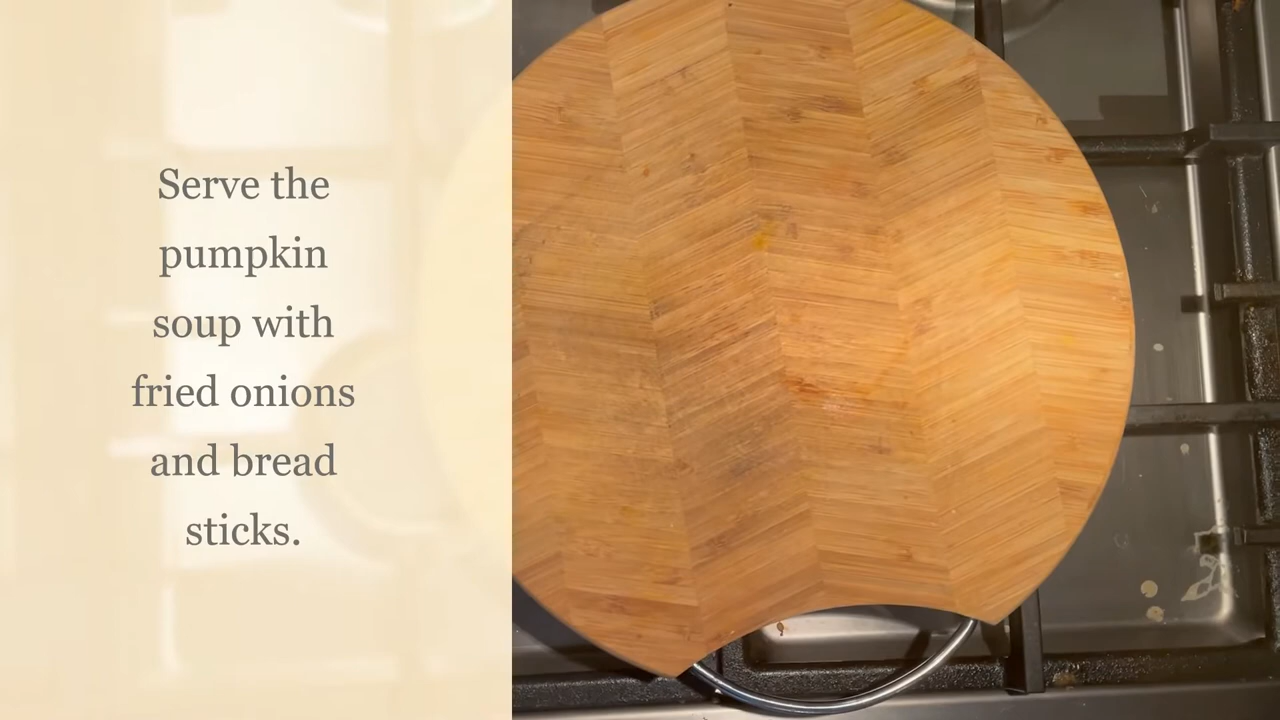 Serve the
pumpkin
soup with
fried onions
and bread
sticks.